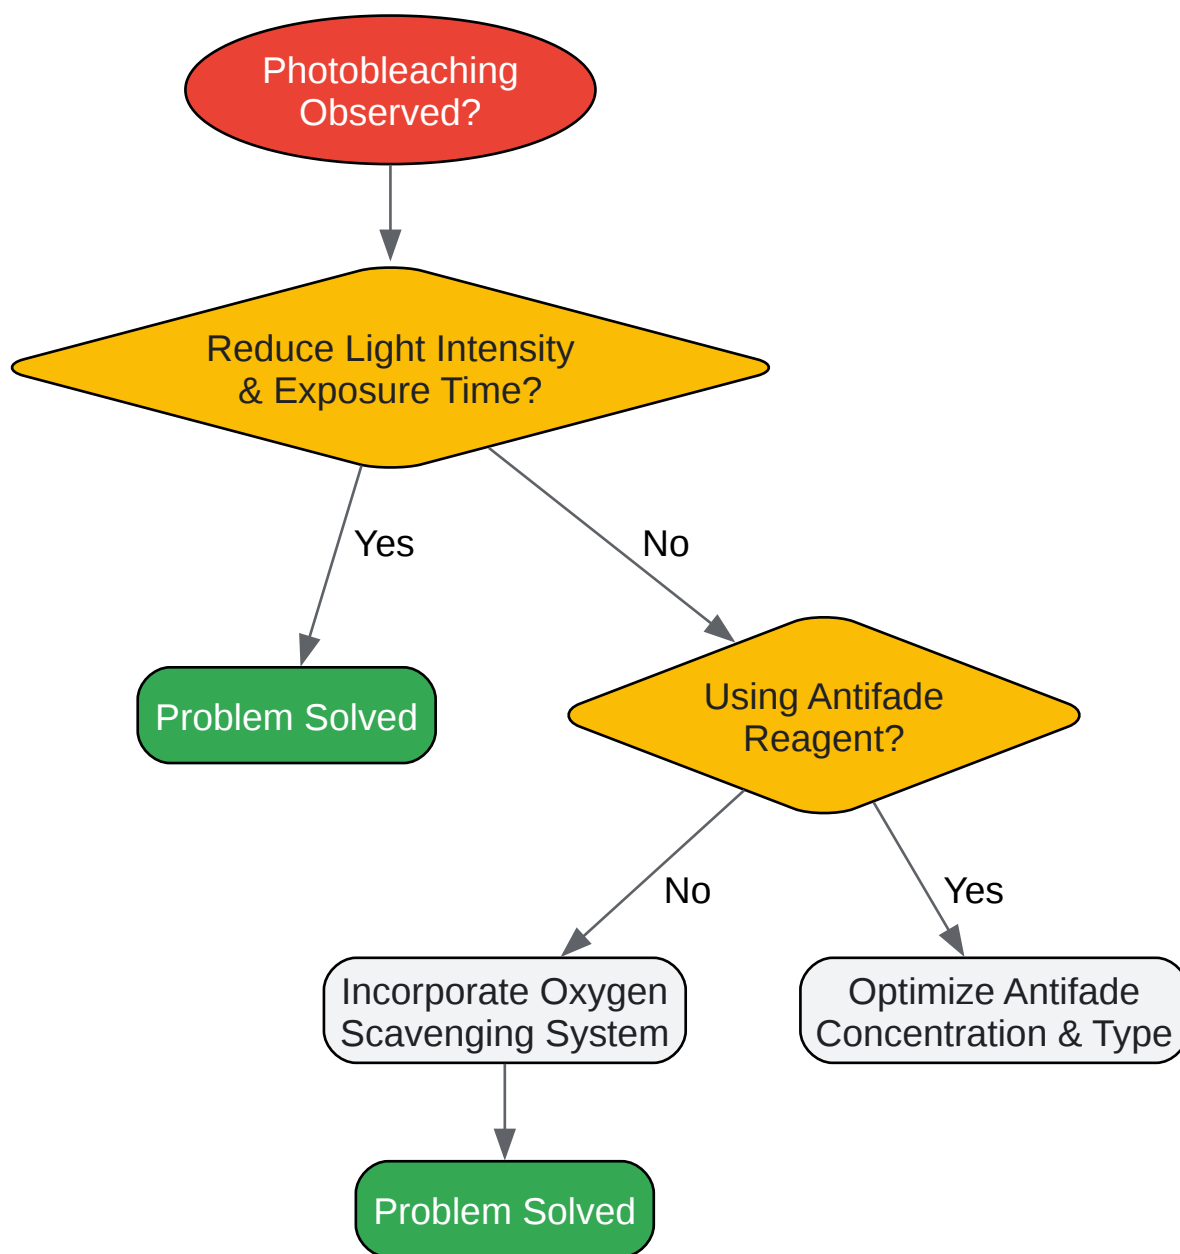 Photobleaching
Observed?
Reduce Light Intensity
& Exposure Time?
Yes
No
Problem Solved
Using Antifade
Reagent?
No
Yes
Incorporate Oxygen
Scavenging System
Optimize Antifade
Concentration & Type
Problem Solved